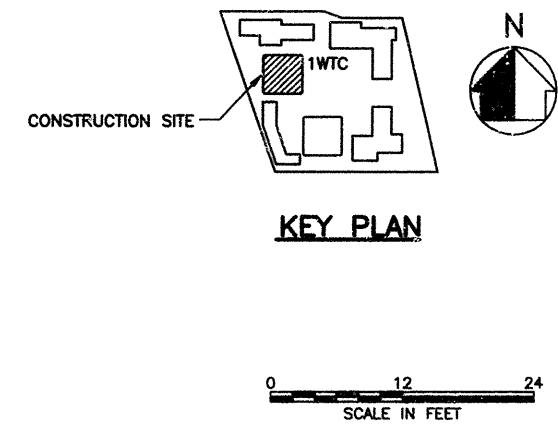 N
1WTC
CONSTRUCTION SITE
KEY PLAN
0 12 24
SCALE IN FEET